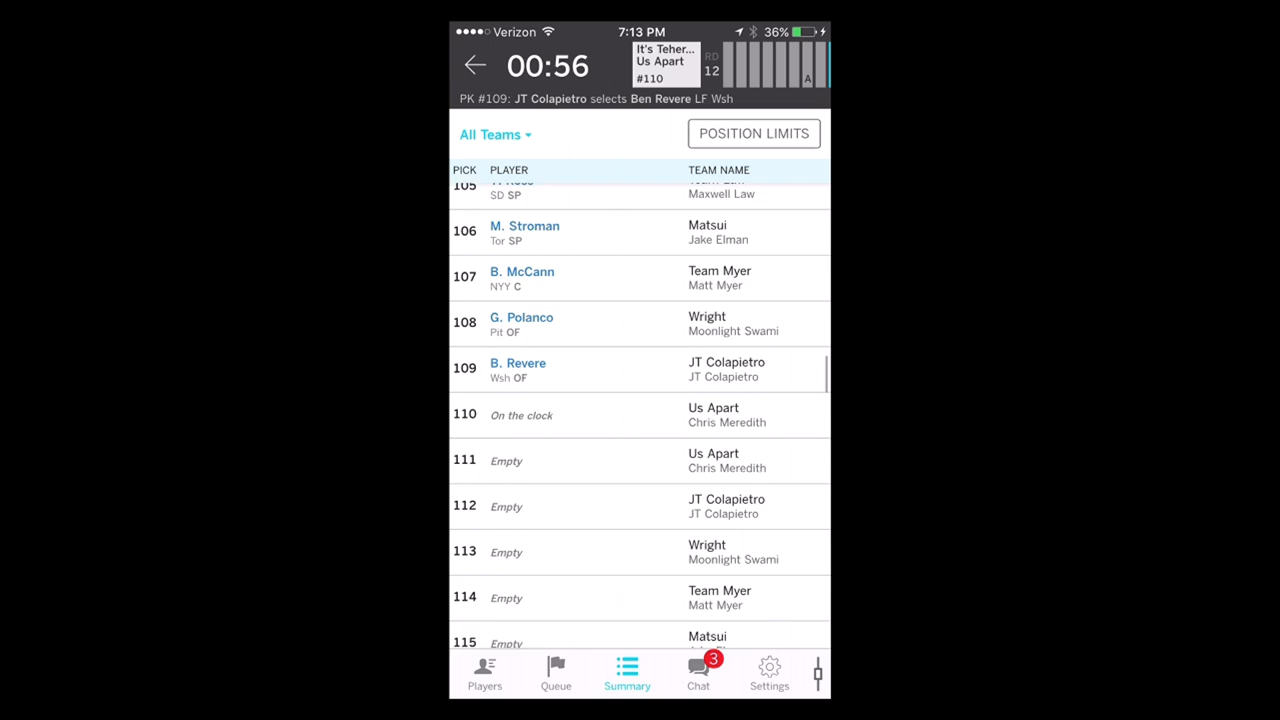 Verizon 7:13 PM 36%
00:56
It's Teher...
Us Apart
#110
RD
12
A
PK #109: JT Colapietro selects Ben Revere LF Wsh
All Teams
POSITION LIMITS
PICK PLAYER TEAM NAME
105
SD SP Maxwell Law
106 M. Stroman Matsui
Tor SP Jake Elman
107 B. McCann Team Myer
NYY C Matt Myer
108 G. Polanco Wright
Pit OF Moonlight Swami
109 B. Revere JT Colapietro
Wsh OF JT Colapietro
110 On the clock Us Apart
Chris Meredith
111 Empty Us Apart
Chris Meredith
112 Empty JT Colapietro
JT Colapietro
113 Empty Wright
Moonlight Swami
114 Empty Team Myer
Matt Myer
115 Empty Matsui
3
Players Queue Summary Chat Settings